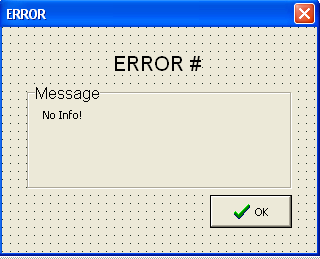 ERROR
ERROR #
Message
No Info!
OK